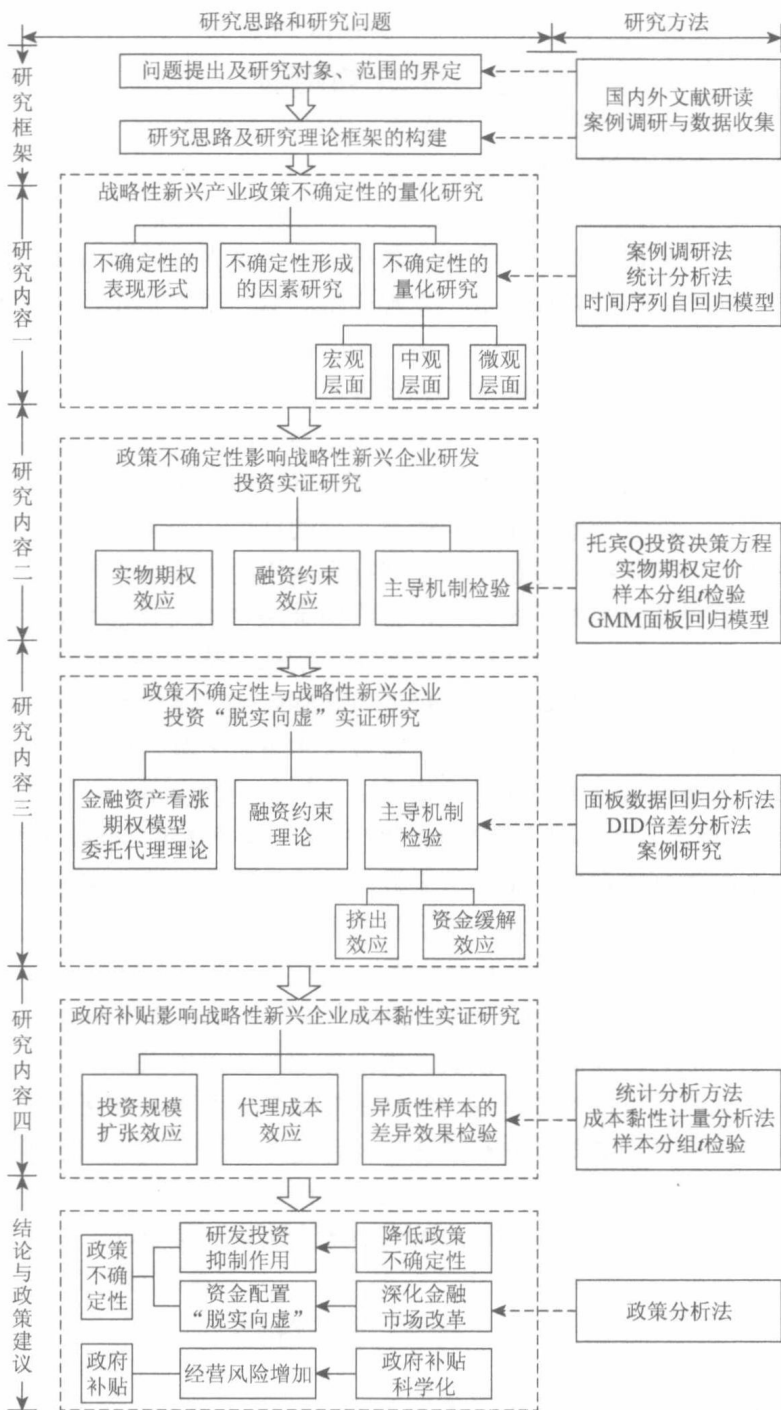 研究思路和研究问题
研究方法
研究框架
问题提出及研究对象、范围的界定
研究思路及研究理论框架的构建
国内外文献研读
案例调研与数据收集
研究内容一
战略性新兴产业政策不确定性的量化研究
不确定性的
表现形式
不确定性形成
的因素研究
不确定性的
量化研究
宏观
层面
中观
层面
微观
层面
案例调研法
统计分析法
时间序列自回归模型
研究内容二
政策不确定性影响战略性新兴企业研发
投资实证研究
实物期权
效应
融资约束
效应
主导机制检验
托宾Q投资决策方程
实物期权定价
样本分组t检验
GMM面板回归模型
研究内容三
政策不确定性与战略性新兴企业
投资“脱实向虚”实证研究
金融资产看涨
期权模型
委托代理理论
融资约束
理论
主导机制
检验
挤出
效应
资金缓解
效应
面板数据回归分析法
DID倍差分析法
案例研究
研究内容四
政府补贴影响战略性新兴企业成本黏性实证研究
投资规模
扩张效应
代理成本
效应
异质性样本的
差异效果检验
统计分析方法
成本黏性计量分析法
样本分组t检验
结论与政策建议
政策
不确
定性
研发投资
抑制作用
降低政策
不确定性
资金配置
“脱实向虚”
深化金融
市场改革
政府
补贴
经营风险增加
政府补贴
科学化
政策分析法